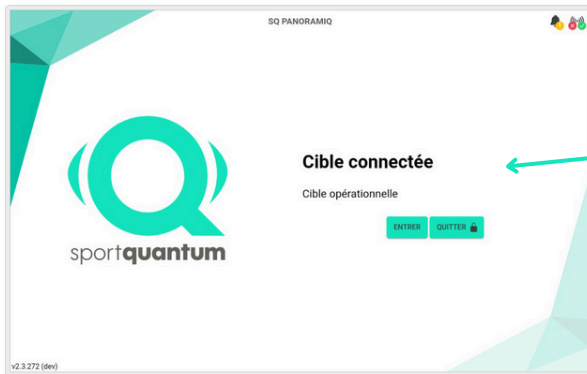 SQ PANORAMIQ
Cible connectée
Cible opérationnelle
ENTRER QUITTER
sportquantum
v2.3.272 (dev)